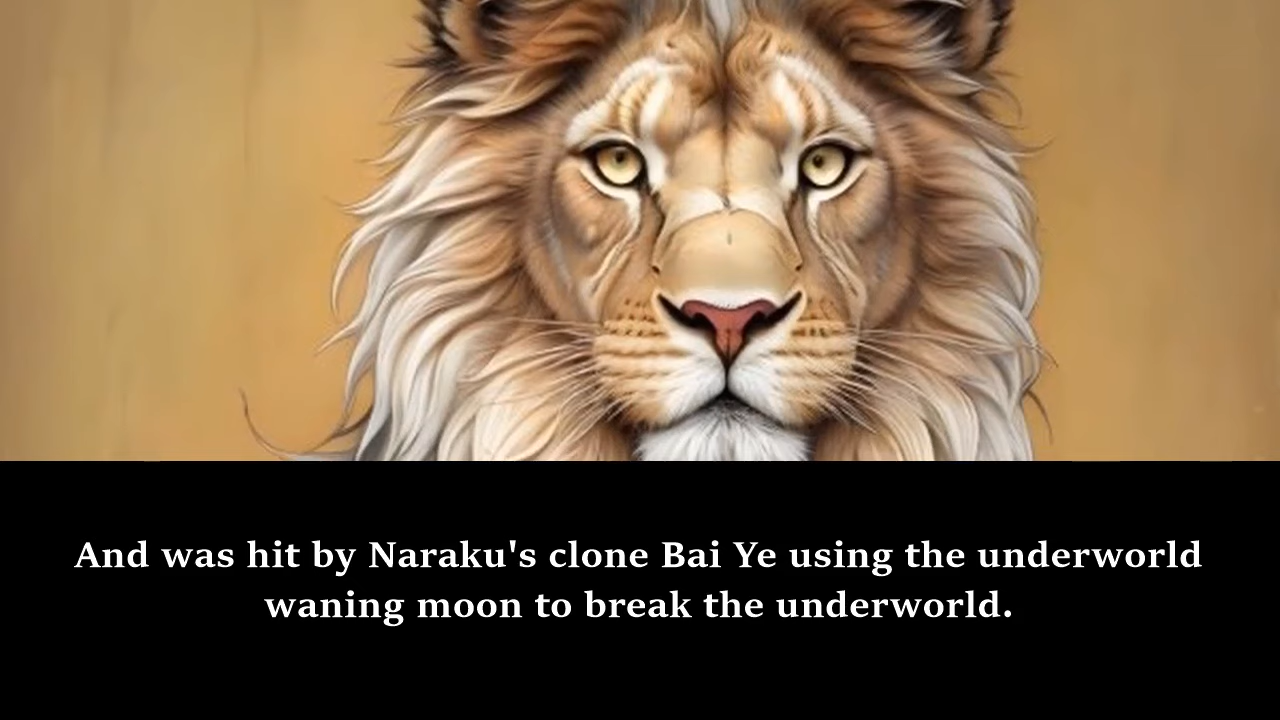 And was hit by Naraku's clone Bai Ye using the underworld
waning moon to break the underworld.